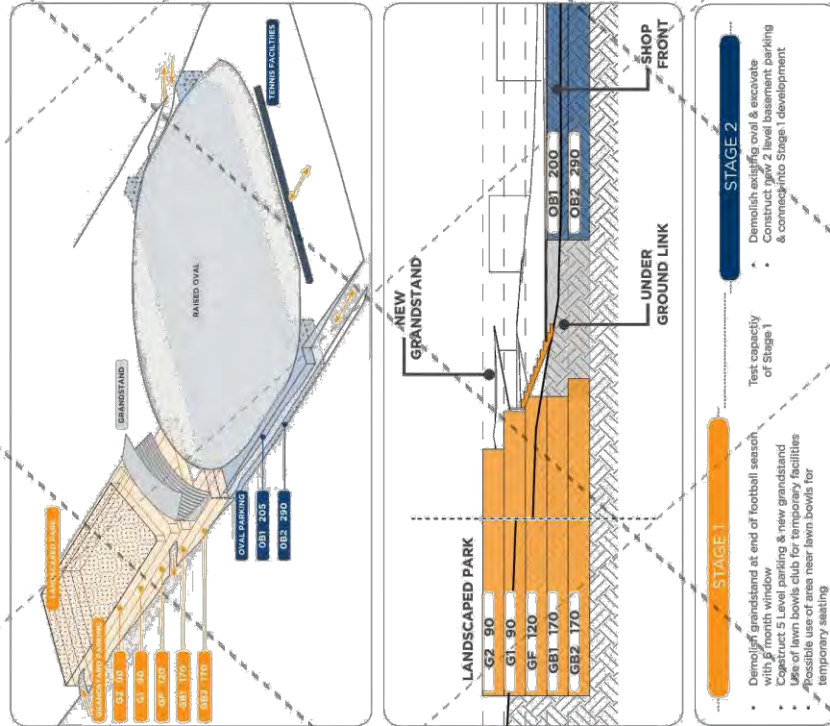 LANDSCAPED PARK
GRANDSTAND
RAISED OVAL
TENNIS FACILTIIES
GRANDSTAND PARKING
G2 90
G1 90
GF 120
GB1 170
GB2 170
OVAL PARKING
OB1 205
OB2 290
LANDSCAPED PARK
G2 90
G1 90
GF 120
GB1 170
GB2 170
NEW
GRANDSTAND
UNDER
GROUND LINK
OB1 200
OB2 290
SHOP
FRONT
STAGE 1
• Demolish grandstand at end of football season
with 6 month window
• Construct 5 Level parking & new grandstand
• Use of lawn bowls club for temporary facilities
• Possible use of area near lawn bowls for
temporary seating
Test capactiy
of Stage 1
STAGE 2
• Demolish existing oval & excavate
• Construct new 2 level basement parking
& connect into Stage 1 development